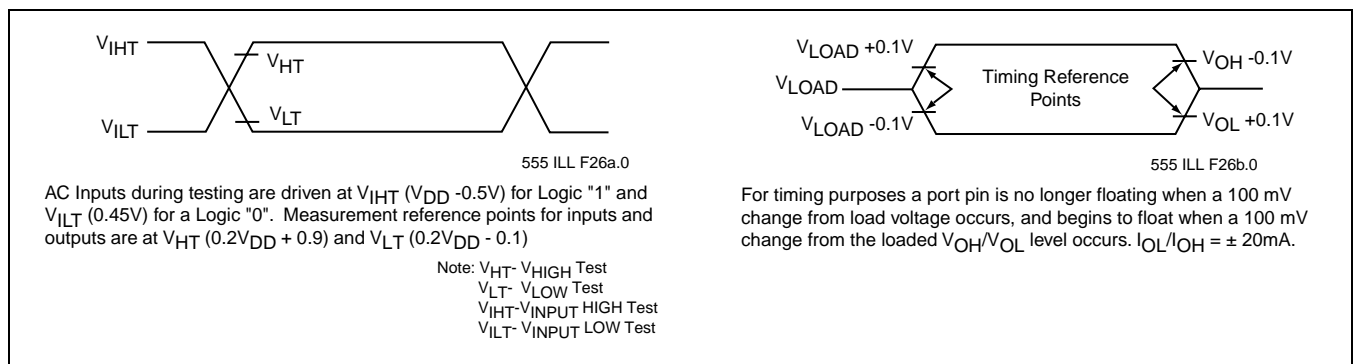 VIHT
VHT
VLT
VILT
555 ILL F26a.0
AC Inputs during testing are driven at VIHT (VDD -0.5V) for Logic "1" and
VILT (0.45V) for a Logic "0". Measurement reference points for inputs and
outputs are at VHT (0.2VDD + 0.9) and VLT (0.2VDD - 0.1)
Note: VHT- VHIGH Test
VLT- VLOW Test
VIHT-VINPUT HIGH Test
VILT- VINPUT LOW Test
VLOAD +0.1V
VLOAD
VLOAD -0.1V
Timing Reference
Points
VOH -0.1V
VOL +0.1V
555 ILL F26b.0
For timing purposes a port pin is no longer floating when a 100 mV
change from load voltage occurs, and begins to float when a 100 mV
change from the loaded VOH/VOL level occurs. IOL/IOH = ± 20mA.